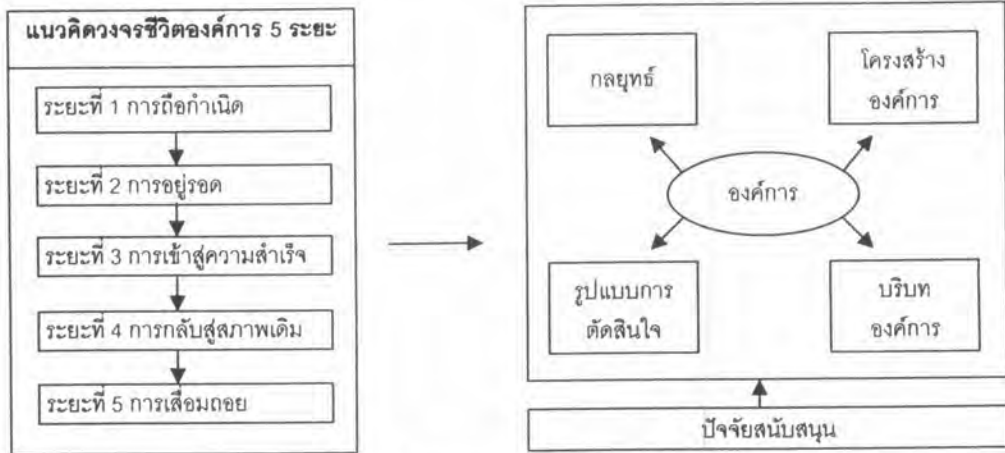 แนวคิดวงจรชีวิตองค์การ 5 ระยะ
ระยะที่ 1 การถือกำเนิด
ระยะที่ 2 การอยู่รอด
ระยะที่ 3 การเข้าสู่ความสำเร็จ
ระยะที่ 4 การกลับสู่สภาพเดิม
ระยะที่ 5 การเสื่อมถอย
กลยุทธ์
โครงสร้าง
องค์การ
องค์การ
รูปแบบการ
ตัดสินใจ
บริบท
องค์การ
ปัจจัยสนับสนุน